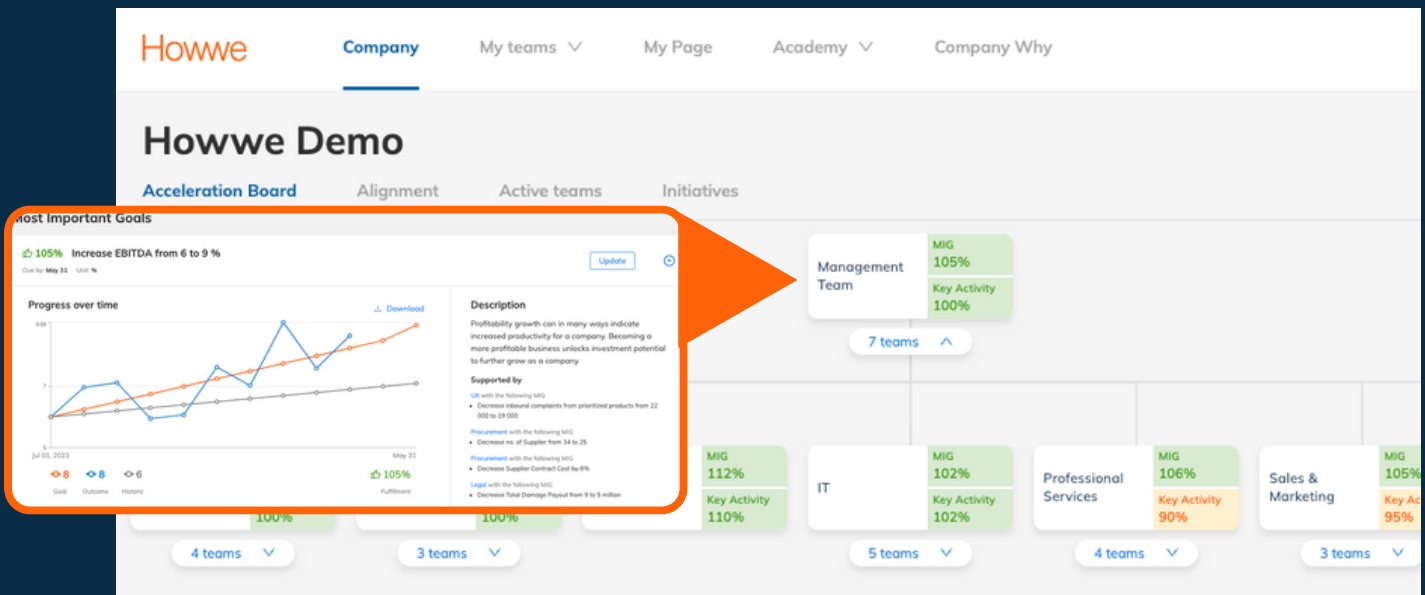 Howwe
Company
My teams
My Page
Academy
Company Why
Howwe Demo
Acceleration Board
Alignment
Active teams
Initiatives
Most Important Goals
105% Increase EBITDA from 6 to 9 %
Due by: May 31 Unit: %
Update
Progress over time
Download
9.09
7
5
Jul 01, 2023
May 31
8
8
6
Goal
Outcome
Historic
105%
Fulfillment
Description
Profitability growth can in many ways indicate
increased productivity for a company. Becoming a
more profitable business unlocks investment potential
to further grow as a company
Supported by
UX with the following MIG
• Decrease inbound complaints from prioritized products from 22
000 to 19 000
Procurement with the following MIG
• Decrease no. of Supplier from 34 to 25
Procurement with the following MIG
• Decrease Supplier Contract Cost by 6%
Legal with the following MIG
• Decrease Total Damage Payout from 9 to 5 million
Management
Team
MIG
105%
Key Activity
100%
7 teams
100%
4 teams
100%
3 teams
MIG
112%
Key Activity
110%
IT
MIG
102%
Key Activity
102%
5 teams
Professional
Services
MIG
106%
Key Activity
90%
4 teams
Sales &
Marketing
MIG
105%
Key Ac
95%
3 teams